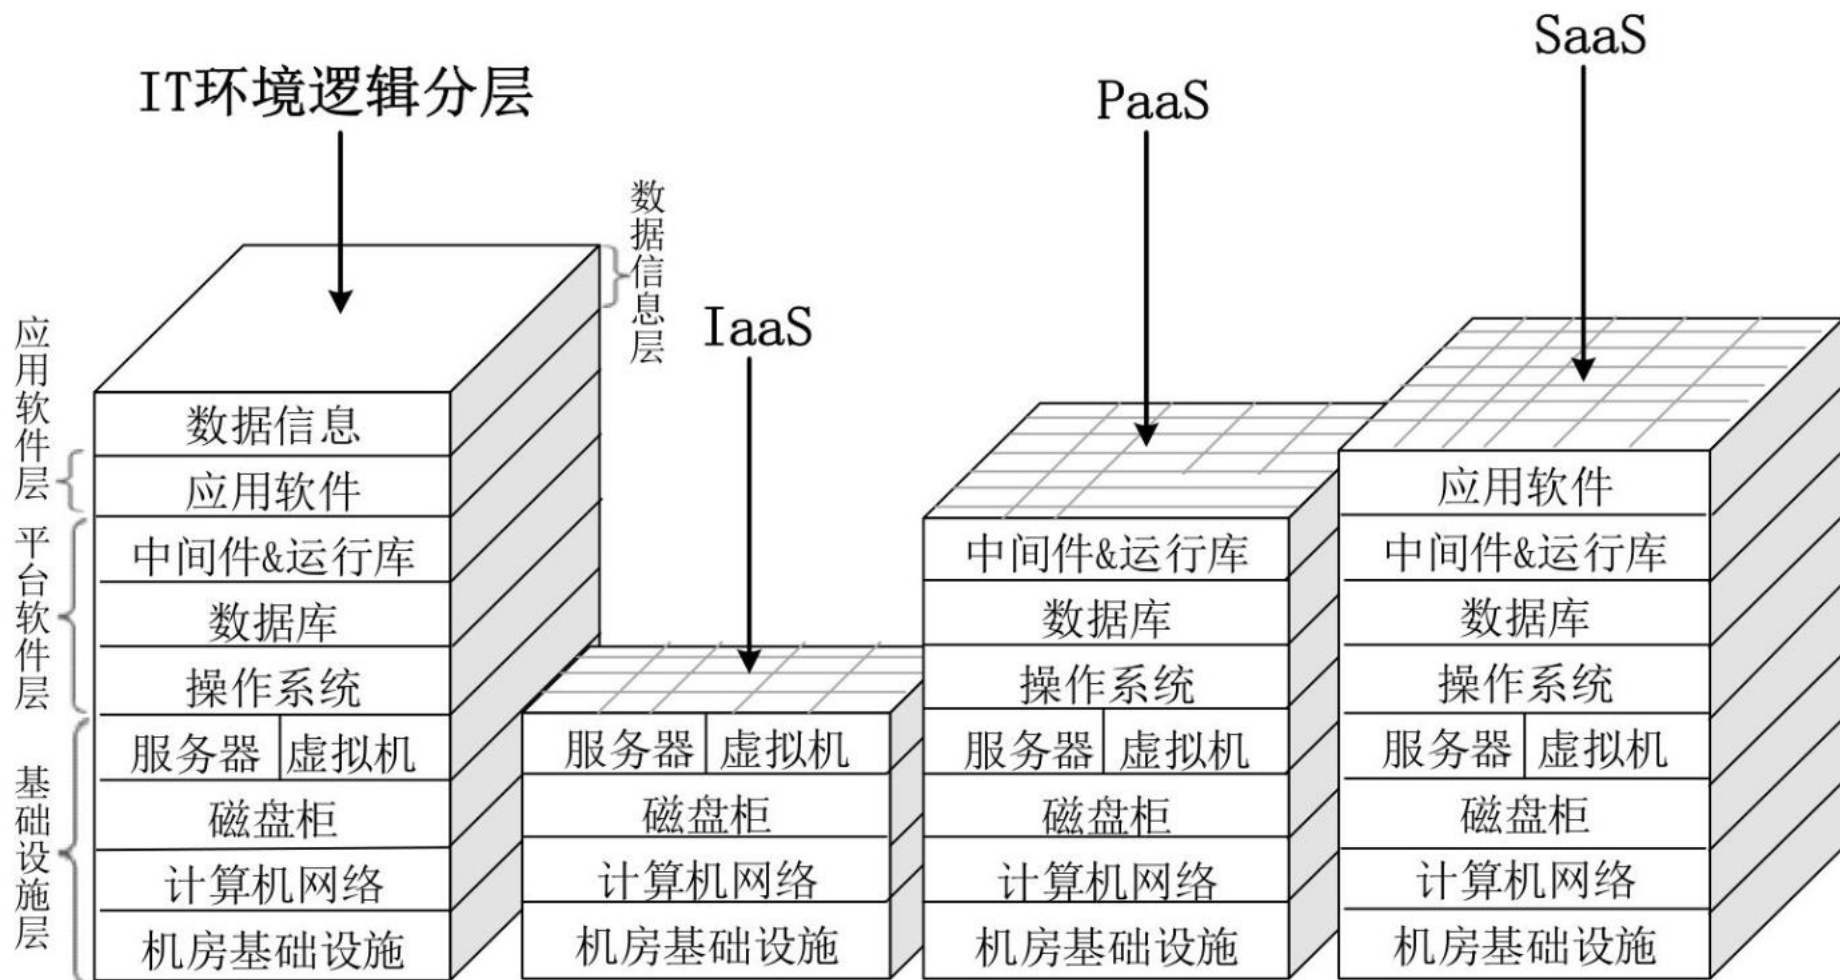 IT环境逻辑分层
数据信息层
应用软件层
平台软件层
基础设施层
数据信息
应用软件
中间件&运行库
数据库
操作系统
服务器 虚拟机
磁盘柜
计算机网络
机房基础设施
IaaS
服务器 虚拟机
磁盘柜
计算机网络
机房基础设施
PaaS
中间件&运行库
数据库
操作系统
服务器 虚拟机
磁盘柜
计算机网络
机房基础设施
SaaS
应用软件
中间件&运行库
数据库
操作系统
服务器 虚拟机
磁盘柜
计算机网络
机房基础设施